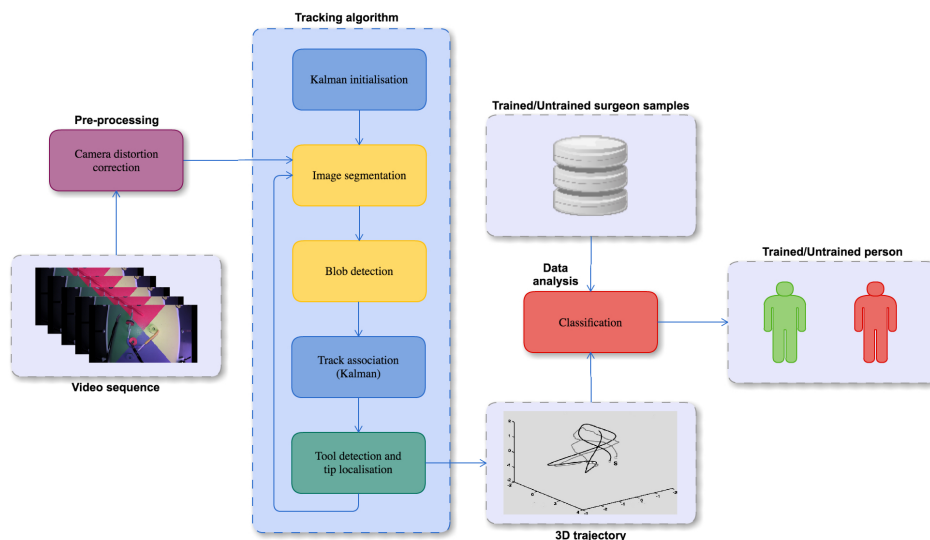 Tracking algorithm
Kalman initialisation
Trained/Untrained surgeon samples
Pre-processing
Camera distortion
correction
Image segmentation
Trained/Untrained person
Blob detection
Data
analysis
Classification
Track association
(Kalman)
Video sequence
Tool detection and
tip localisation
S
3D trajectory